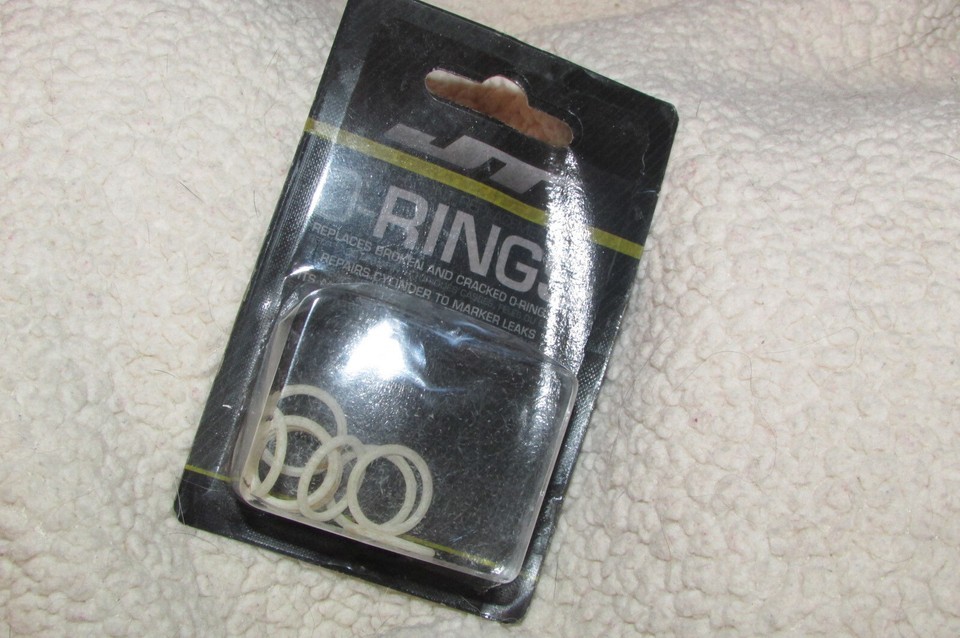 JT
O-RINGS
REPLACES BROKEN AND CRACKED O-RINGS
REPAIRS CYLINDER TO MARKER LEAKS